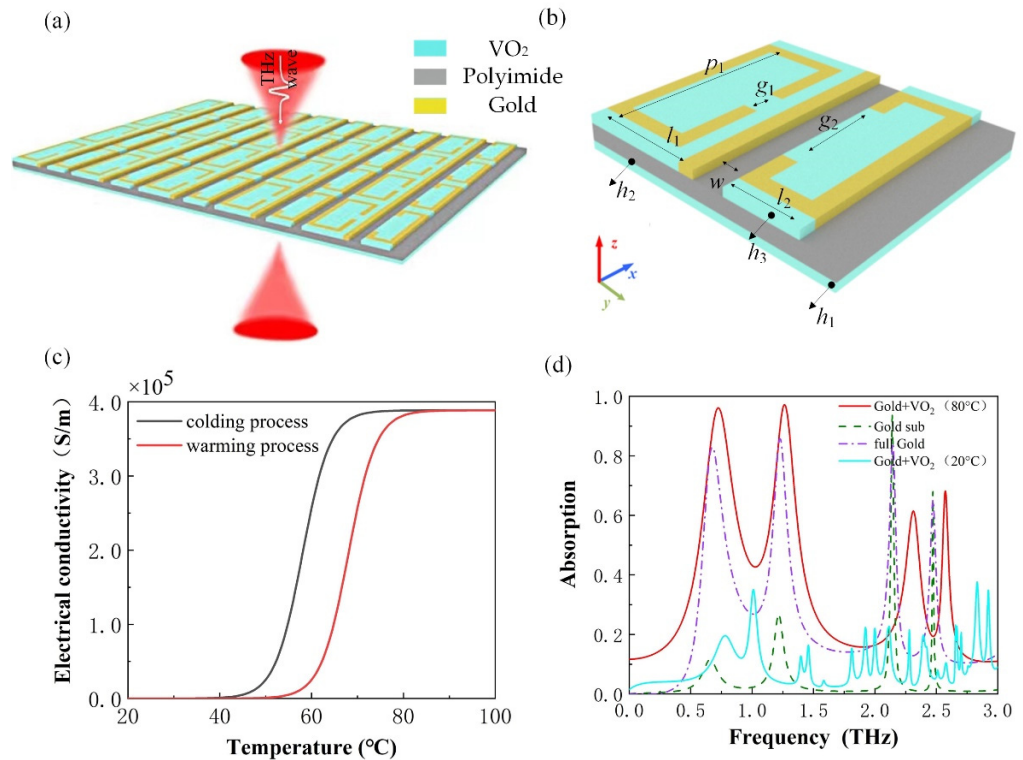 (a)
THz
wave
VO₂
Polyimide
Gold
(b)
p₁
g₁
g₂
l₁
w
l₂
h₂
h₃
h₁
z
x
y
(c)
×10⁵
4.0
3.0
2.0
1.0
0.0
Electrical conductivity（S/m）
colding process
warming process
20
40
60
80
100
Temperature (℃)
(d)
1.0
0.8
0.6
0.4
0.2
0.0
Absorption
Gold+VO₂ （80°C）
Gold sub
full Gold
Gold+VO₂ （20°C）
0.0
0.5
1.0
1.5
2.0
2.5
3.0
Frequency (THz)